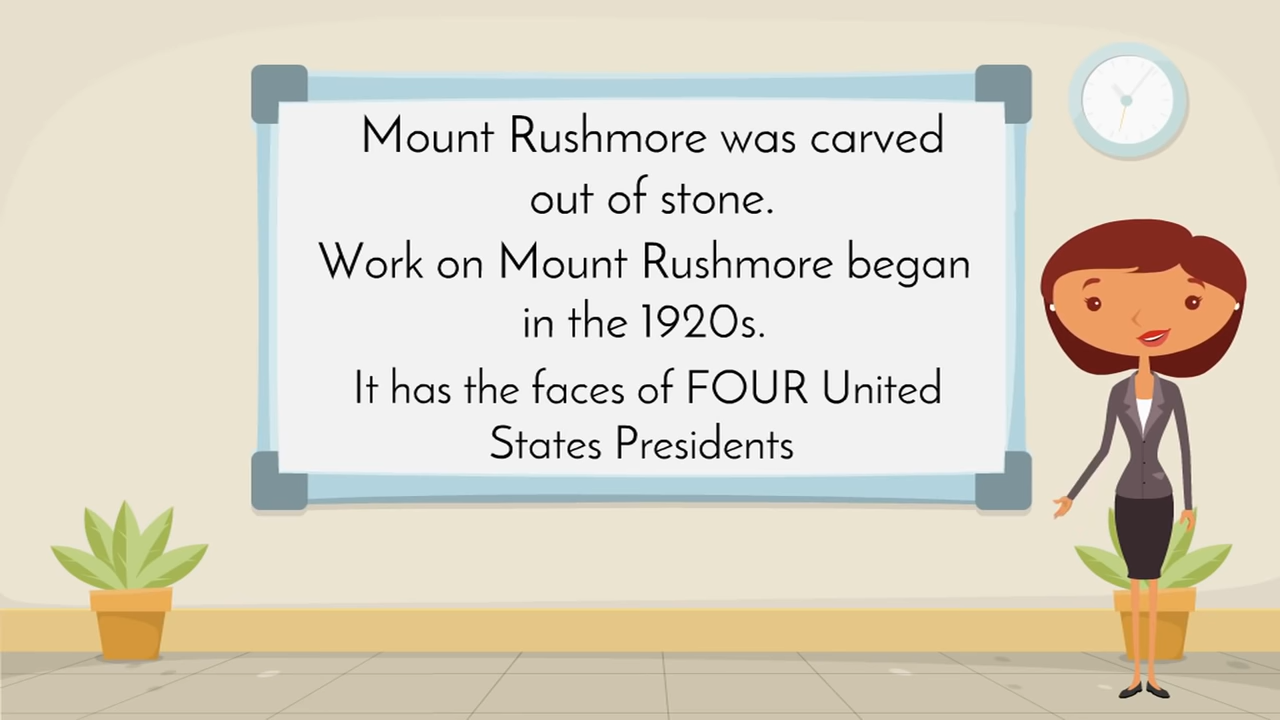 Mount Rushmore was carved
out of stone.
Work on Mount Rushmore began
in the 1920s.
It has the faces of FOUR United
States Presidents